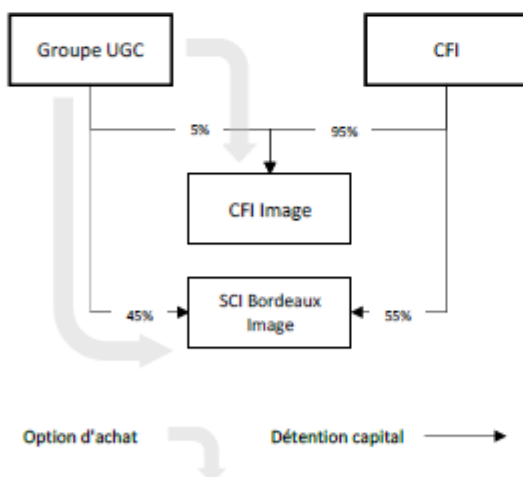 Groupe UGC
CFI
5%
95%
CFI Image
SCI Bordeaux
Image
45%
55%
Option d'achat
Détention capital